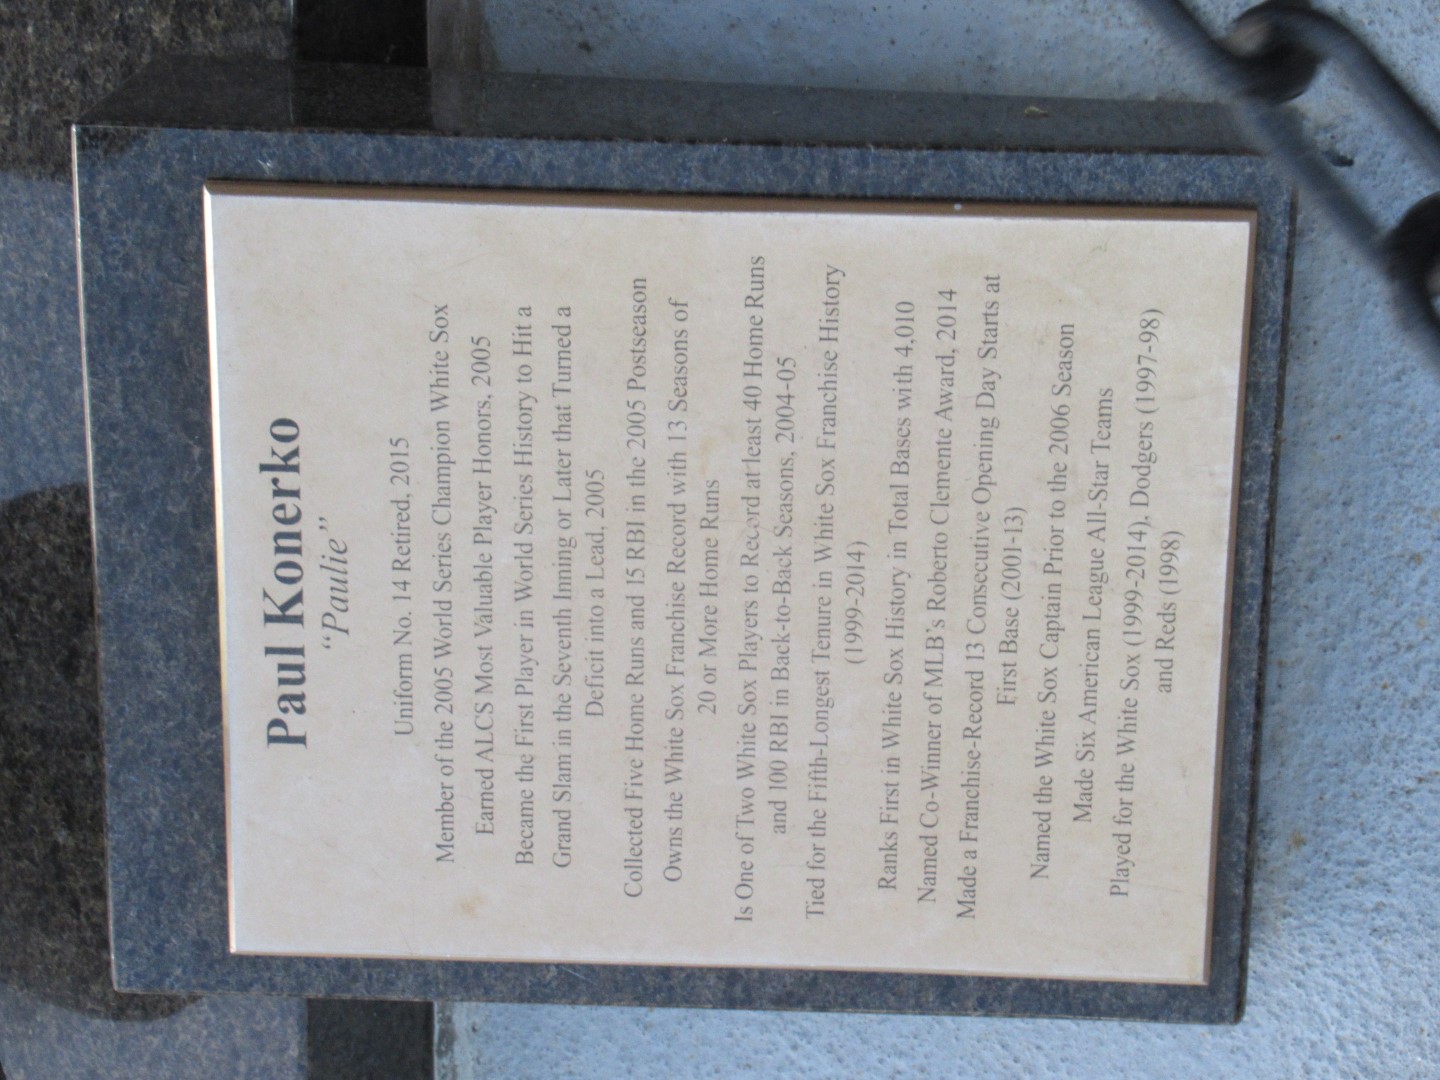 Paul Konerko
“Paulie”
Uniform No. 14 Retired, 2015
Member of the 2005 World Series Champion White Sox
Earned ALCS Most Valuable Player Honors, 2005
Became the First Player in World Series History to Hit a
Grand Slam in the Seventh Inning or Later that Turned a
Deficit into a Lead, 2005
Collected Five Home Runs and 15 RBI in the 2005 Postseason
Owns the White Sox Franchise Record with 13 Seasons of
20 or More Home Runs
Is One of Two White Sox Players to Record at least 40 Home Runs
and 100 RBI in Back-to-Back Seasons, 2004-05
Tied for the Fifth-Longest Tenure in White Sox Franchise History
(1999-2014)
Ranks First in White Sox History in Total Bases with 4,010
Named Co-Winner of MLB’s Roberto Clemente Award, 2014
Made a Franchise-Record 13 Consecutive Opening Day Starts at
First Base (2001-13)
Named the White Sox Captain Prior to the 2006 Season
Made Six American League All-Star Teams
Played for the White Sox (1999-2014), Dodgers (1997-98)
and Reds (1998)